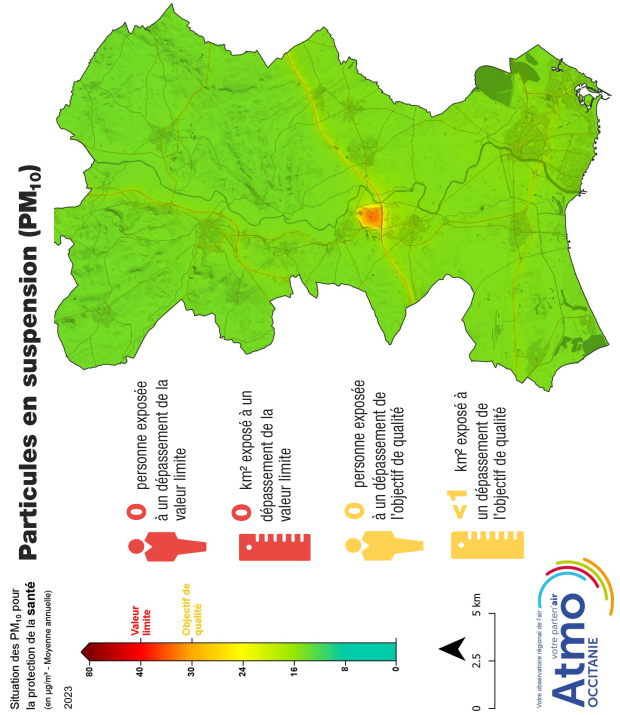 Particules en suspension (PM₁₀)
Situation des PM₁₀ pour
la protection de la santé
(en µg/m³ - Moyenne annuelle)
2023
80
40
30
24
16
8
0
Valeur
limite
Objectif de
qualité
0 personne exposée
à un dépassement de la
valeur limite
0 km² exposé à un
dépassement de la
valeur limite
0 personne exposée
à un dépassement de
l'objectif de qualité
<1 km² exposé à
un dépassement de
l'objectif de qualité
0 2.5 5 km
Votre observatoire régional de l'air
votre parten'air
Atmo
OCCITANIE